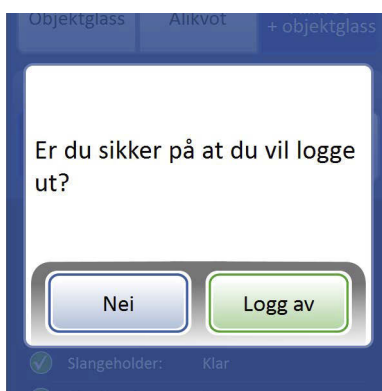 Objektglass Alikvot
+ objektglass
Er du sikker på at du vil logge
ut?
Nei Logg av
Slangeholder: Klar